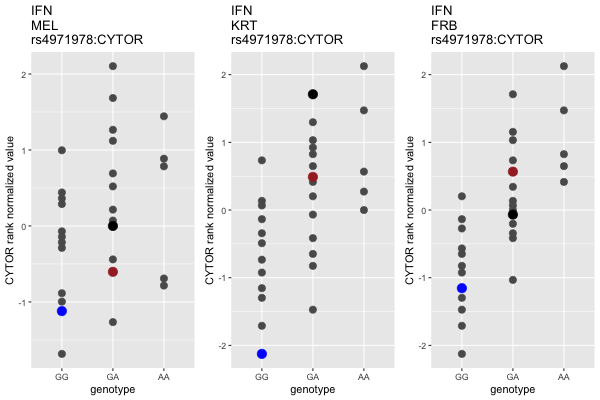 IFN
MEL
rs4971978:CYTOR
CYTOR rank normalized value
2
1
0
-1
GG
GA
AA
genotype
IFN
KRT
rs4971978:CYTOR
CYTOR rank normalized value
2
1
0
-1
-2
GG
GA
AA
genotype
IFN
FRB
rs4971978:CYTOR
CYTOR rank normalized value
2
1
0
-1
-2
GG
GA
AA
genotype